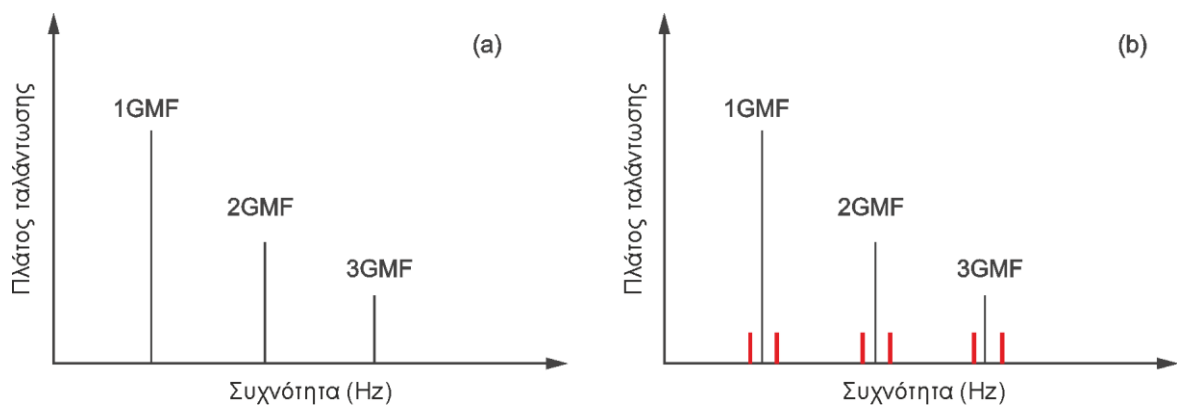 (a)
1GMF
2GMF
3GMF
Πλάτος ταλάντωσης
Συχνότητα (Hz)
(b)
1GMF
2GMF
3GMF
Πλάτος ταλάντωσης
Συχνότητα (Hz)